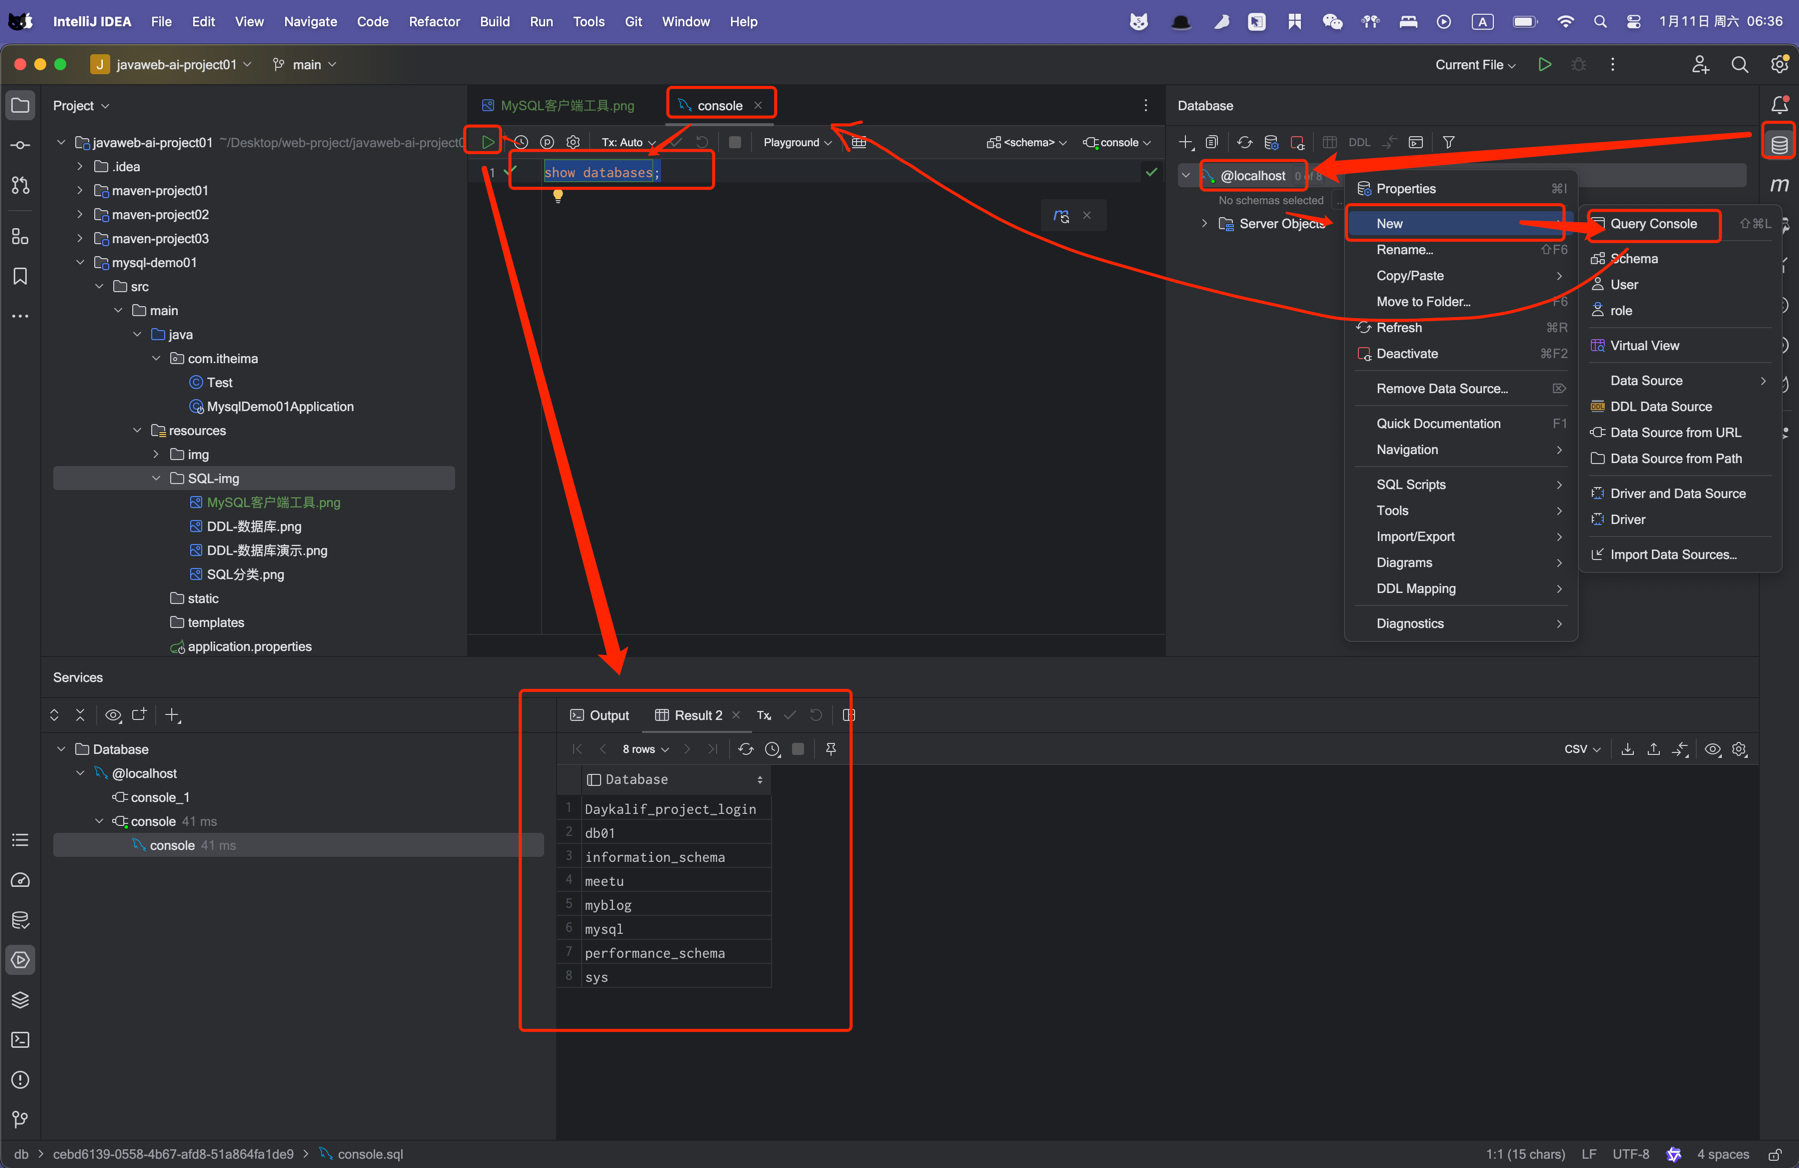 IntelliJ IDEA File Edit View Navigate Code Refactor Build Run Tools Git Window Help
A 1月11日 周六 06:36
J javaweb-ai-project01 main
Current File
Project
javaweb-ai-project01 ~/Desktop/web-project/javaweb-ai-project0
.idea
maven-project01
maven-project02
maven-project03
mysql-demo01
src
main
java
com.itheima
Test
MysqlDemo01Application
resources
img
SQL-img
MySQL客户端工具.png
DDL-数据库.png
DDL-数据库演示.png
SQL分类.png
static
templates
application.properties
MySQL客户端工具.png
console
Tx: Auto
Playground
<schema>
console
1
show databases;
Database
DDL
@localhost 0 of 8
No schemas selected
Server Objects
Properties ⌘I
New
Rename... ⇧F6
Copy/Paste
Move to Folder... F6
Refresh ⌘R
Deactivate ⌘F2
Remove Data Source...
Quick Documentation F1
Navigation
SQL Scripts
Tools
Import/Export
Diagrams
DDL Mapping
Diagnostics
Query Console ⇧⌘L
Schema
User
role
Virtual View
Data Source
DDL Data Source
Data Source from URL
Data Source from Path
Driver and Data Source
Driver
Import Data Sources...
Services
Database
@localhost
console_1
console 41 ms
console 41 ms
Output
Result 2
Tx
8 rows
CSV
Database
1 Daykalif_project_login
2 db01
3 information_schema
4 meetu
5 myblog
6 mysql
7 performance_schema
8 sys
db > cebd6139-0558-4b67-afd8-51a864fa1de9 > console.sql
1:1 (15 chars) LF UTF-8 4 spaces